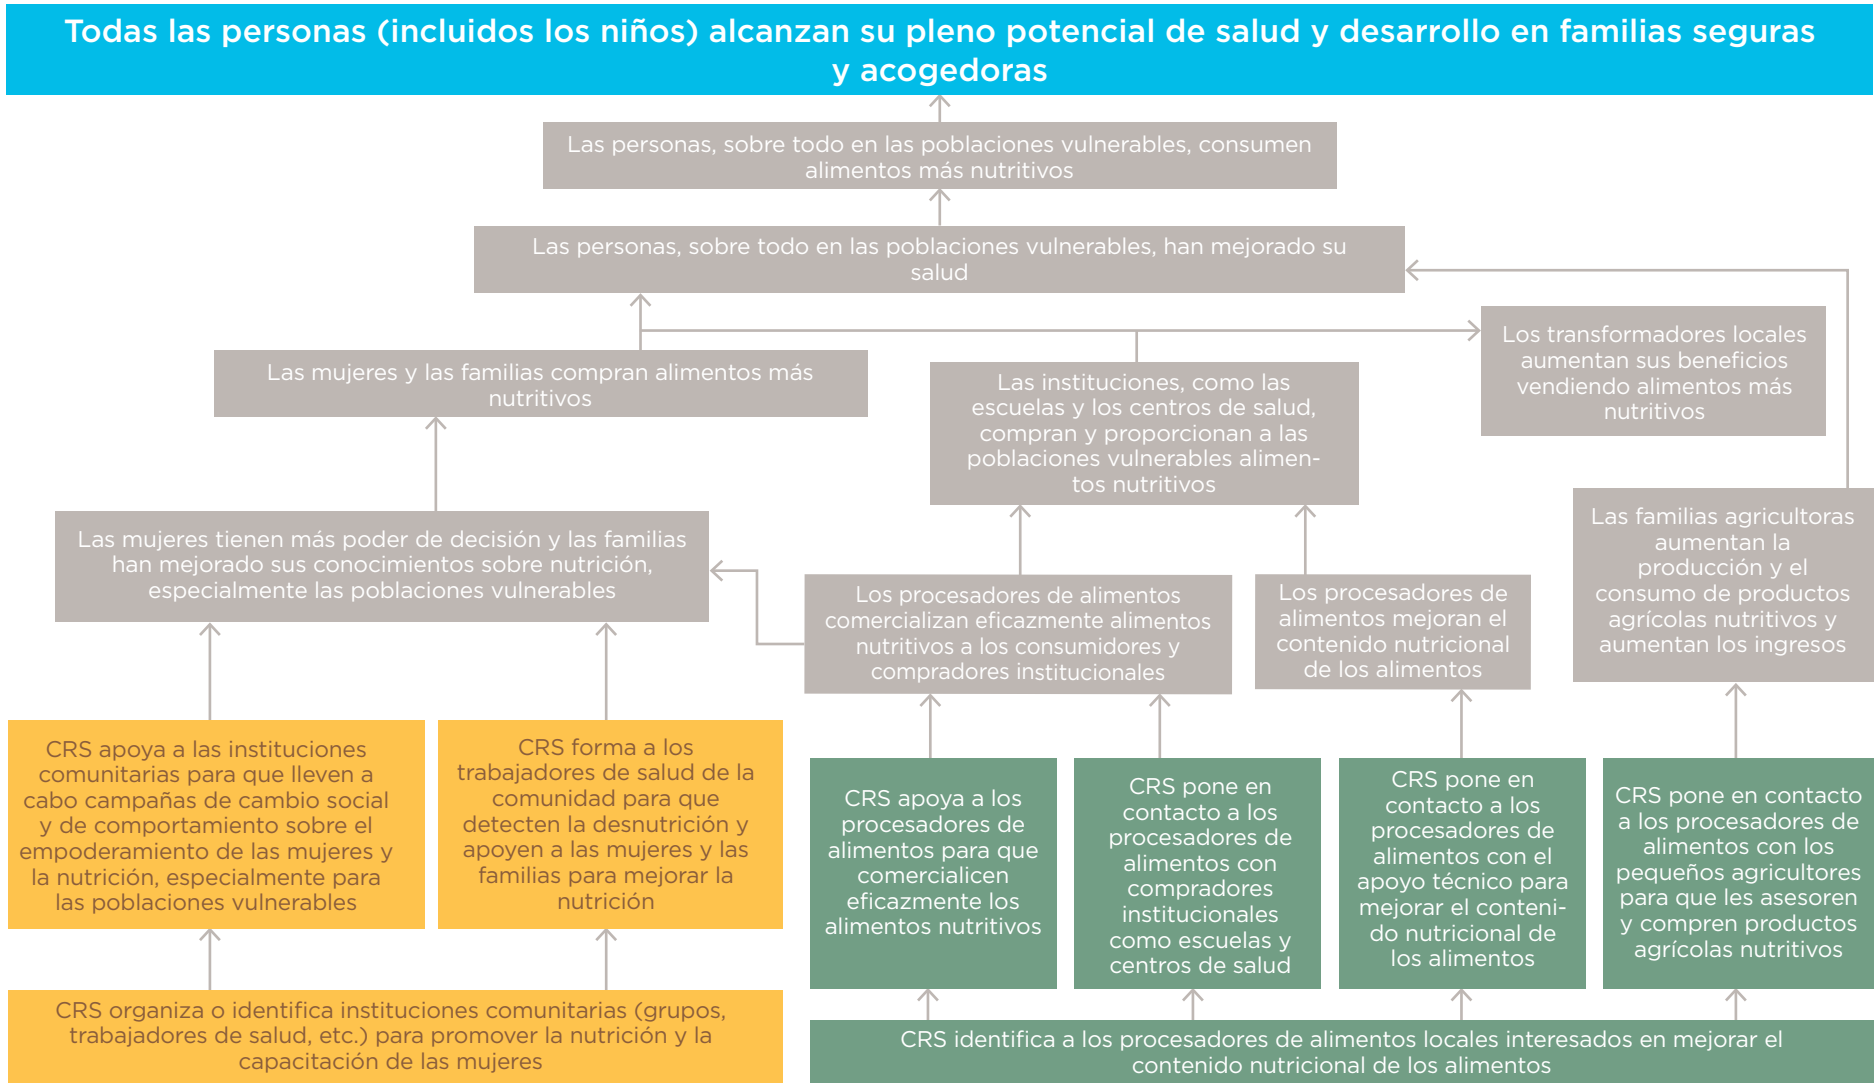 Todas las personas (incluidos los niños) alcanzan su pleno potencial de salud y desarrollo en familias seguras
y acogedoras
Las personas, sobre todo en las poblaciones vulnerables, consumen
alimentos más nutritivos
Las personas, sobre todo en las poblaciones vulnerables, han mejorado su
salud
Las mujeres y las familias compran alimentos más
nutritivos
Las instituciones, como las
escuelas y los centros de salud,
compran y proporcionan a las
poblaciones vulnerables alimen-
tos nutritivos
Los transformadores locales
aumentan sus beneficios
vendiendo alimentos más
nutritivos
Las mujeres tienen más poder de decisión y las familias
han mejorado sus conocimientos sobre nutrición,
especialmente las poblaciones vulnerables
Los procesadores de alimentos
comercializan eficazmente alimentos
nutritivos a los consumidores y
compradores institucionales
Los procesadores de
alimentos mejoran el
contenido nutricional
de los alimentos
Las familias agricultoras
aumentan la
producción y el
consumo de productos
agrícolas nutritivos y
aumentan los ingresos
CRS apoya a las instituciones
comunitarias para que lleven a
cabo campañas de cambio social
y de comportamiento sobre el
empoderamiento de las mujeres y
la nutrición, especialmente para
las poblaciones vulnerables
CRS forma a los
trabajadores de salud de la
comunidad para que
detecten la desnutrición y
apoyen a las mujeres y las
familias para mejorar la
nutrición
CRS apoya a los
procesadores de
alimentos para que
comercialicen
eficazmente los
alimentos nutritivos
CRS pone en
contacto a los
procesadores de
alimentos con
compradores
institucionales
como escuelas y
centros de salud
CRS pone en
contacto a los
procesadores de
alimentos con el
apoyo técnico para
mejorar el conteni-
do nutricional de
los alimentos
CRS pone en contacto
a los procesadores de
alimentos con los
pequeños agricultores
para que les asesoren
y compren productos
agrícolas nutritivos
CRS organiza o identifica instituciones comunitarias (grupos,
trabajadores de salud, etc.) para promover la nutrición y la
capacitación de las mujeres
CRS identifica a los procesadores de alimentos locales interesados en mejorar el
contenido nutricional de los alimentos